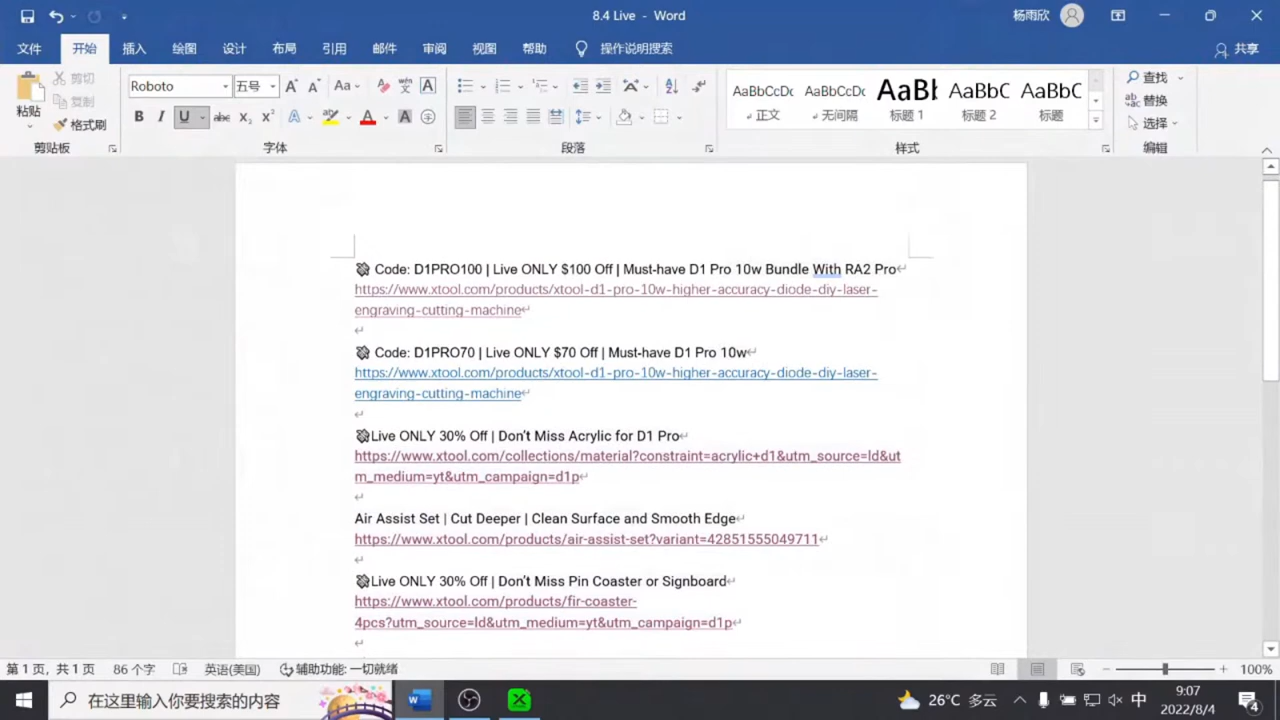 8.4 Live - Word
杨雨欣
文件 开始 插入 绘图 设计 布局 引用 邮件 审阅 视图 帮助 操作说明搜索 共享
粘贴 剪切 复制 格式刷
Roboto 五号
AaBbCcDc AaBbCcDc AaBb AaBbC AaBbC
正文 无间隔 标题 1 标题 2 标题
查找 替换 选择
剪贴板 字体 段落 样式 编辑
Code: D1PRO100 | Live ONLY $100 Off | Must-have D1 Pro 10w Bundle With RA2 Pro
https://www.xtool.com/products/xtool-d1-pro-10w-higher-accuracy-diode-diy-laser-
engraving-cutting-machine
Code: D1PRO70 | Live ONLY $70 Off | Must-have D1 Pro 10w
https://www.xtool.com/products/xtool-d1-pro-10w-higher-accuracy-diode-diy-laser-
engraving-cutting-machine
Live ONLY 30% Off | Don't Miss Acrylic for D1 Pro
https://www.xtool.com/collections/material?constraint=acrylic+d1&utm_source=ld&ut
m_medium=yt&utm_campaign=d1p
Air Assist Set | Cut Deeper | Clean Surface and Smooth Edge
https://www.xtool.com/products/air-assist-set?variant=42851555049711
Live ONLY 30% Off | Don't Miss Pin Coaster or Signboard
https://www.xtool.com/products/fir-coaster-
4pcs?utm_source=ld&utm_medium=yt&utm_campaign=d1p
第 1 页, 共 1 页 86 个字 英语(美国) 辅助功能: 一切就绪 100%
在这里输入你要搜索的内容 26°C 多云 中 9:07
2022/8/4 4